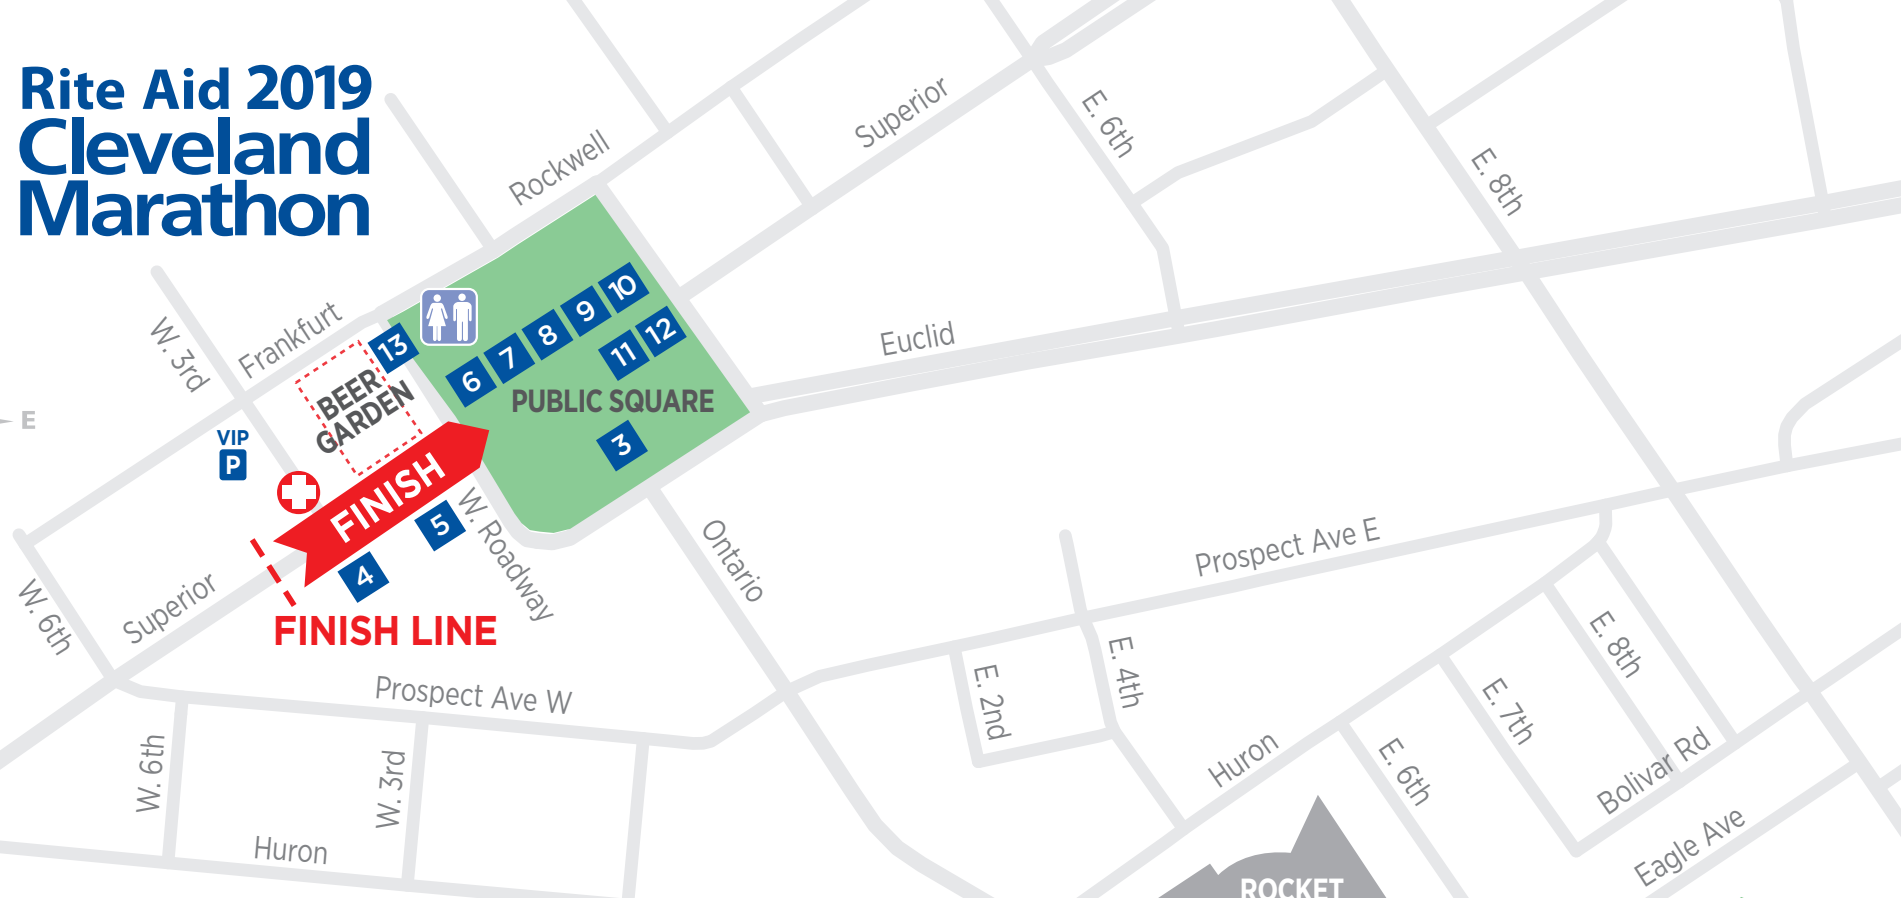 Rite Aid 2019
Cleveland
Marathon
Rockwell
Superior
E. 6th
E. 8th
W. 3rd
Frankfurt
Euclid
E
VIP
P
BEER
GARDEN
13
6
7
8
9
10
11
12
PUBLIC SQUARE
3
FINISH
5
4
FINISH LINE
W. Roadway
Ontario
W. 6th
Superior
Prospect Ave W
Prospect Ave E
E. 2nd
E. 4th
W. 6th
W. 3rd
Huron
Huron
E. 6th
E. 7th
E. 8th
Bolivar Rd
Eagle Ave
ROCKET